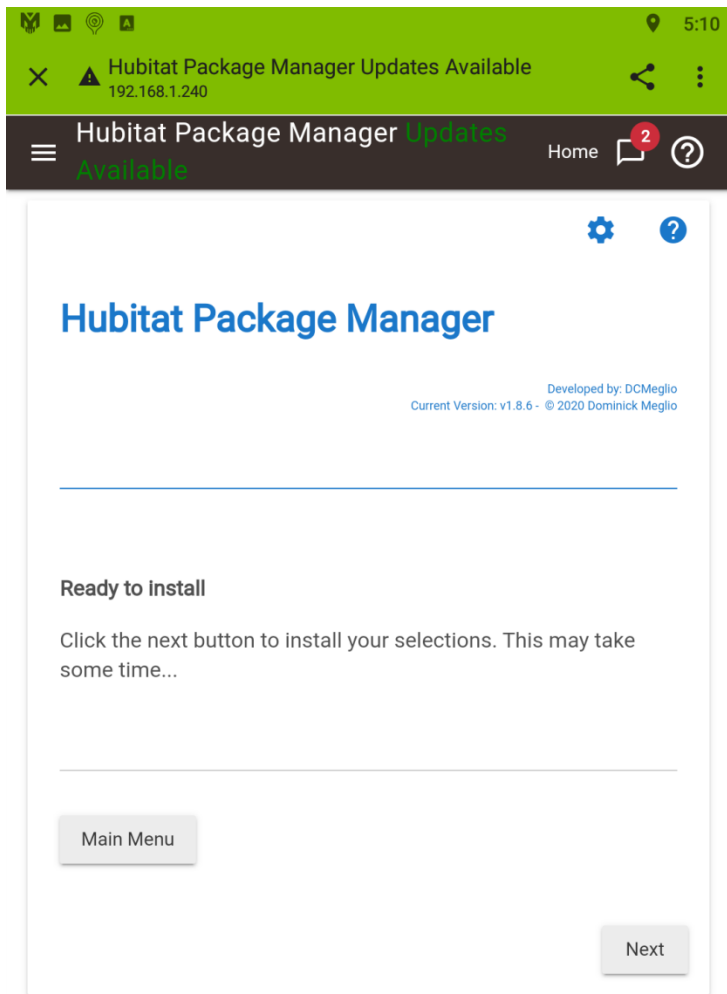 5:10
Hubitat Package Manager Updates Available
192.168.1.240
Hubitat Package Manager Updates
Available
Home
2
Hubitat Package Manager
Developed by: DCMeglio
Current Version: v1.8.6 - © 2020 Dominick Meglio
Ready to install
Click the next button to install your selections. This may take
some time...
Main Menu
Next